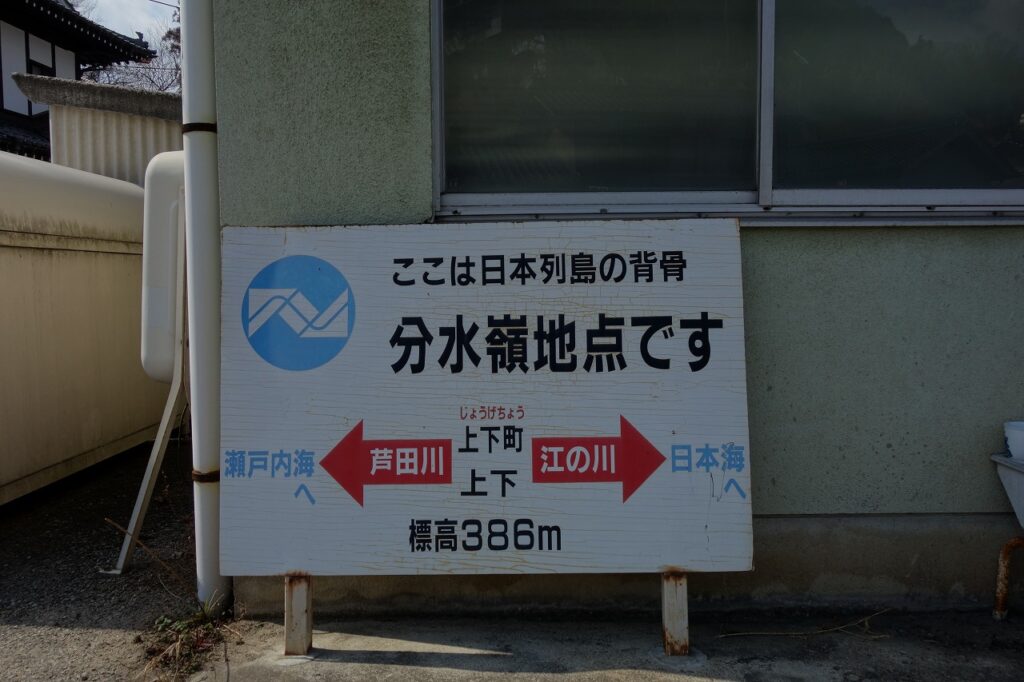 ここは日本列島の背骨
分水嶺地点です
じょうげちょう
上下町
上下
芦田川
江の川
瀬戸内海
へ
日本海
へ
標高386m